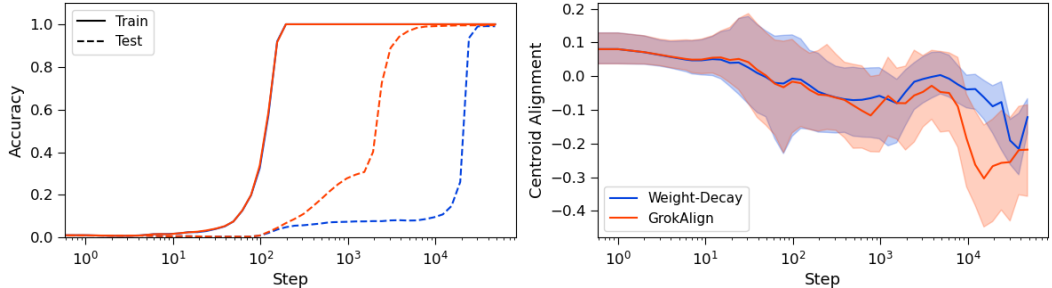 Accuracy
1.0
0.8
0.6
0.4
0.2
0.0
Train
Test
10⁰ 10¹ 10² 10³ 10⁴
Step
Centroid Alignment
0.2
0.1
0.0
−0.1
−0.2
−0.3
−0.4
Weight-Decay
GrokAlign
10⁰ 10¹ 10² 10³ 10⁴
Step